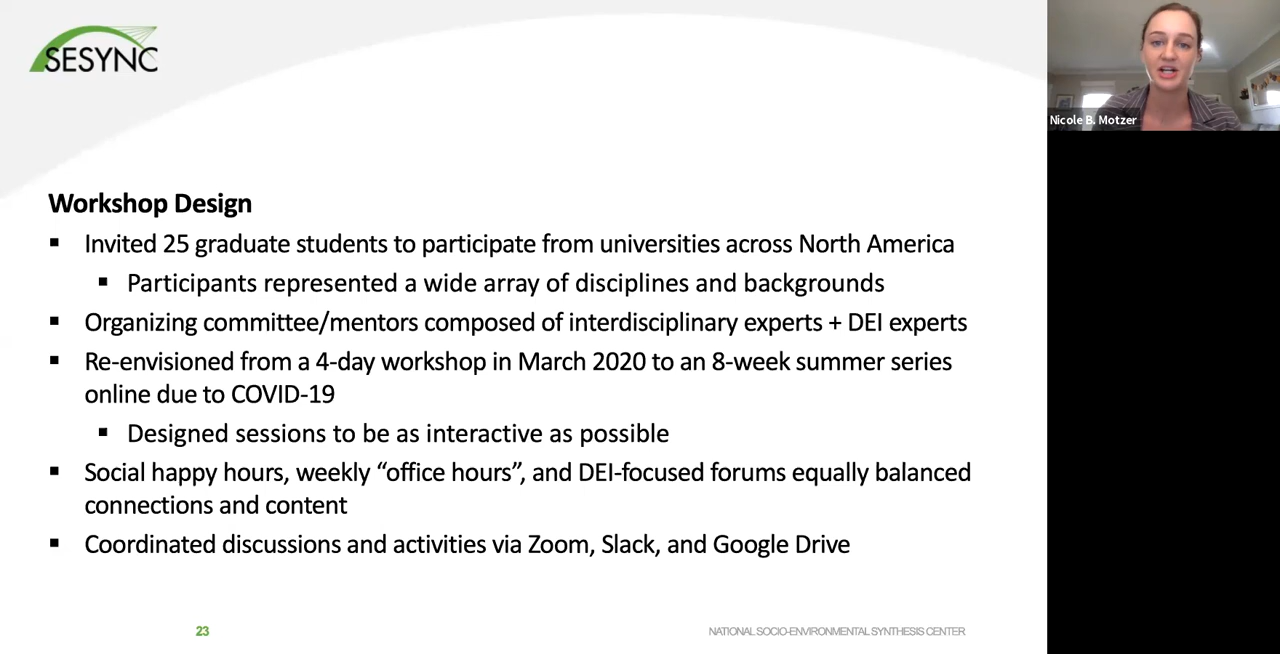 SESYNC
Nicole B. Motzer
Workshop Design
▪ Invited 25 graduate students to participate from universities across North America
▪ Participants represented a wide array of disciplines and backgrounds
▪ Organizing committee/mentors composed of interdisciplinary experts + DEI experts
▪ Re-envisioned from a 4-day workshop in March 2020 to an 8-week summer series
online due to COVID-19
▪ Designed sessions to be as interactive as possible
▪ Social happy hours, weekly “office hours”, and DEI-focused forums equally balanced
connections and content
▪ Coordinated discussions and activities via Zoom, Slack, and Google Drive
23
NATIONAL SOCIO-ENVIRONMENTAL SYNTHESIS CENTER